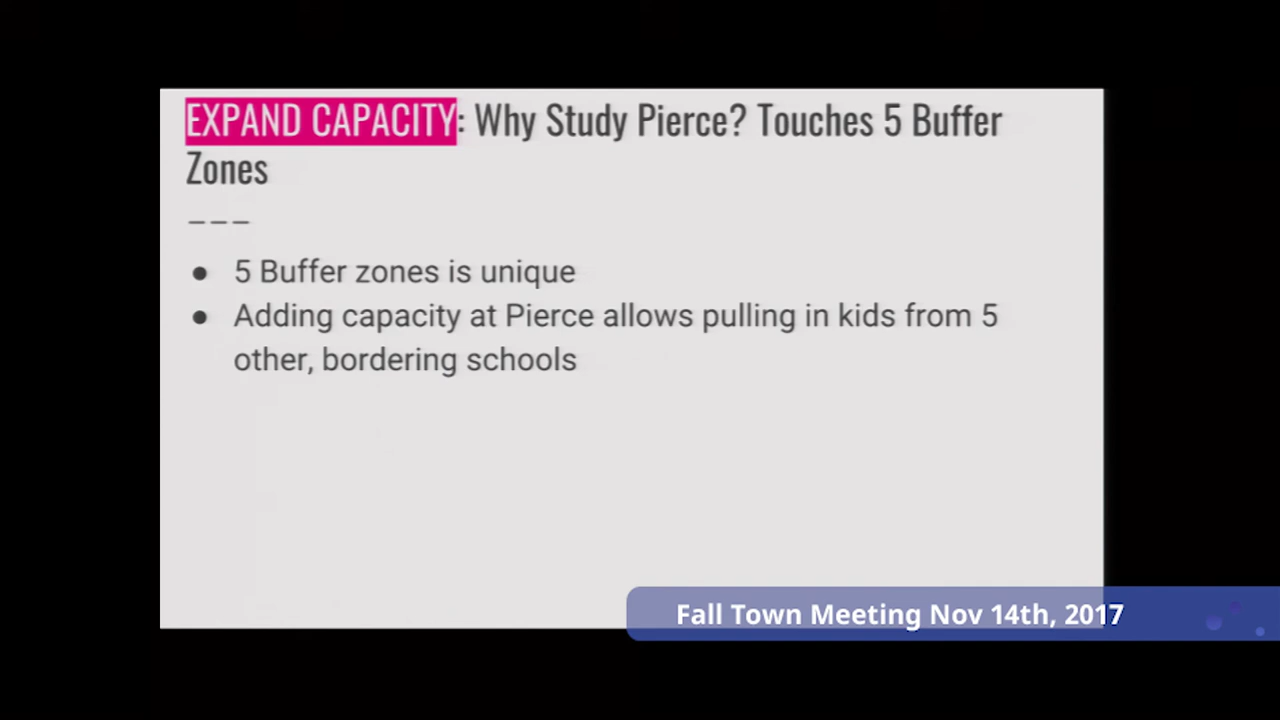 EXPAND CAPACITY: Why Study Pierce? Touches 5 Buffer
Zones
---
● 5 Buffer zones is unique
● Adding capacity at Pierce allows pulling in kids from 5
other, bordering schools
Fall Town Meeting Nov 14th, 2017